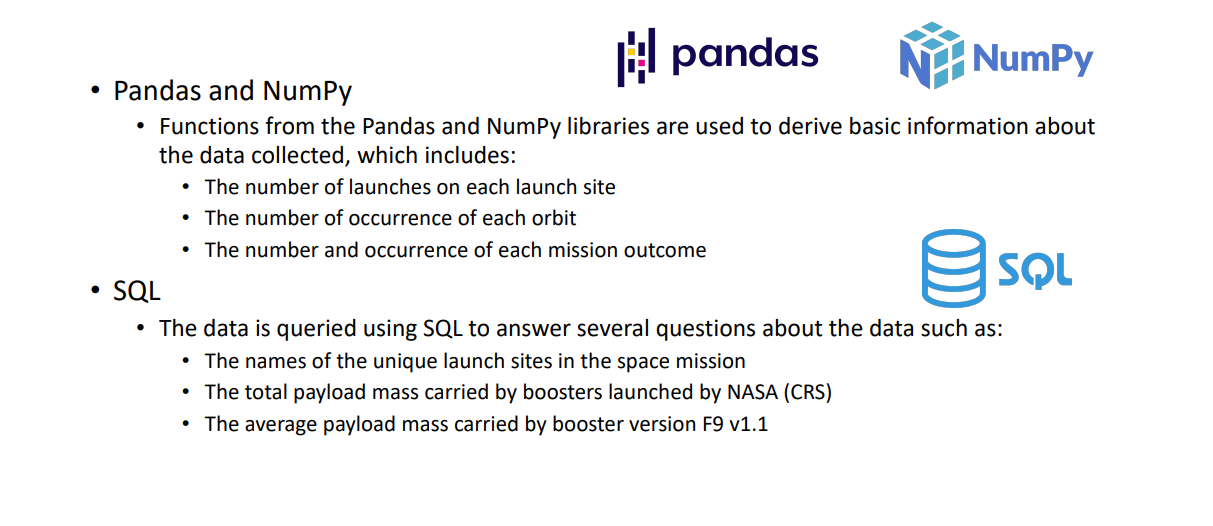 pandas
NumPy
• Pandas and NumPy
• Functions from the Pandas and NumPy libraries are used to derive basic information about
the data collected, which includes:
• The number of launches on each launch site
• The number of occurrence of each orbit
• The number and occurrence of each mission outcome
SQL
• SQL
• The data is queried using SQL to answer several questions about the data such as:
• The names of the unique launch sites in the space mission
• The total payload mass carried by boosters launched by NASA (CRS)
• The average payload mass carried by booster version F9 v1.1